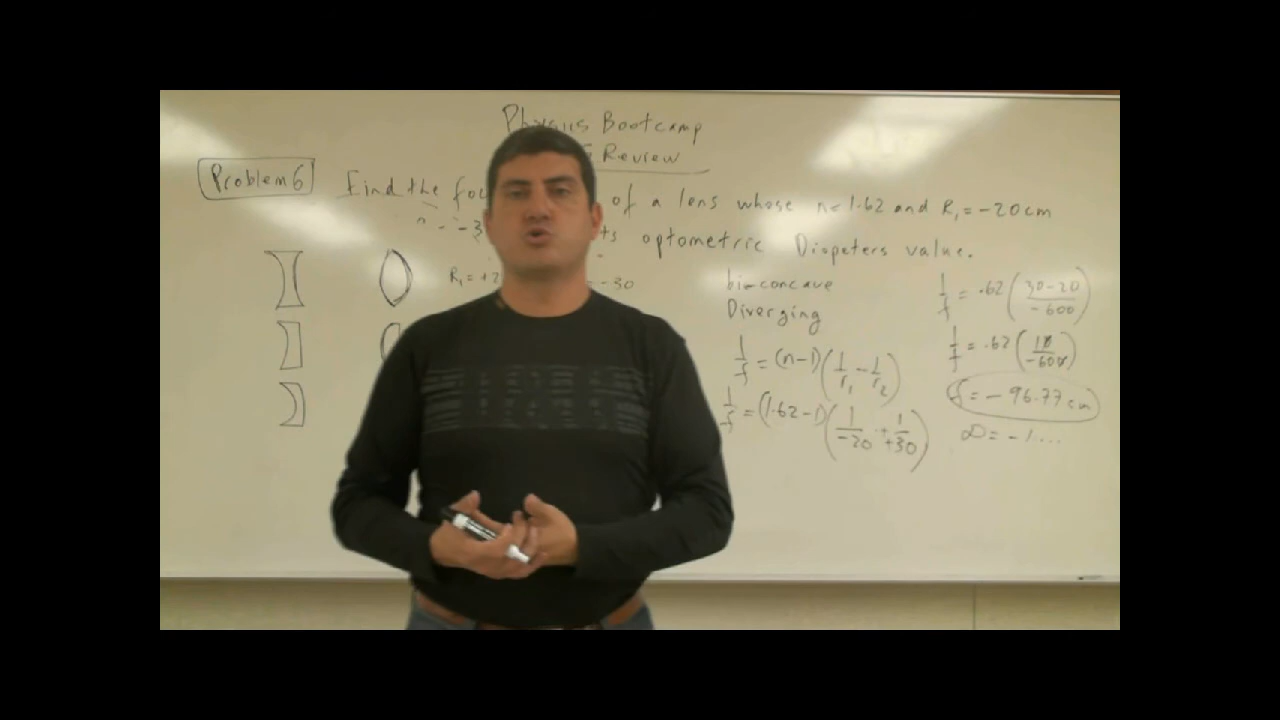 Physics Bootcamp
Review
Problem 6
Find the of a lens whose n=1.62 and R₁=-20cm
optometric Diopeters value.
R₁=+2 -30
bi-concave
Diverging
1/f = (n-1)(1/r₁ - 1/r₂)
1/f = (1.62-1)(1/-20 + 1/+30)
1/f = .62(30-20/-600)
1/f = .62(10/-600)
f = -96.77 cm
D = -1...